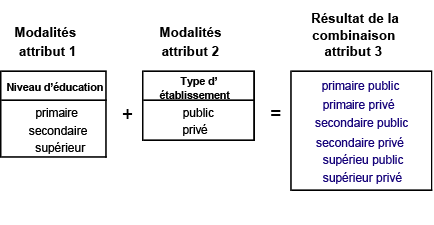 Modalités
attribut 1
Modalités
attribut 2
Résultat de la
combinaison
attribut 3
Niveau d'éducation
primaire
secondaire
supérieur
+
Type d'
établissement
public
privé
=
primaire public
primaire privé
secondaire public
secondaire privé
supérieu public
supérieur privé